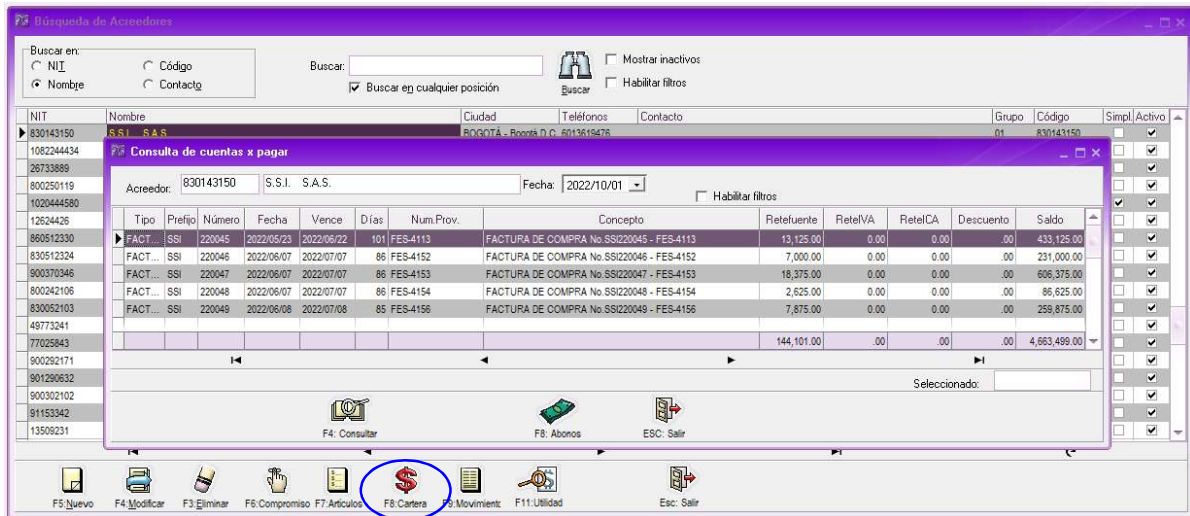 Búsqueda de Acreedores
Buscar en:
NIT
Código
Nombre
Contacto
Buscar:
Buscar en cualquier posición
Buscar
Mostrar inactivos
Habilitar filtros
NIT Nombre Ciudad Teléfonos Contacto Grupo Código Simpl. Activo
830143150 S.S.I. S.A.S. BOGOTÁ - Bogotá D.C. 6013619476 01 830143150
1082244434
26733889
800250119
1020444580
12624426
860512330
830512324
900370346
800242106
830052103
49773241
77025843
900292171
901290632
900302102
91153342
13509231
Consulta de cuentas x pagar
Acreedor: 830143150 S.S.I. S.A.S. Fecha: 2022/10/01
Habilitar filtros
Tipo Prefijo Número Fecha Vence Días Num.Prov. Concepto Retefuente ReteIVA ReteICA Descuento Saldo
FACT... SSI 220045 2022/05/23 2022/06/22 101 FES-4113 FACTURA DE COMPRA No.SSI220045 - FES-4113 13,125.00 0.00 0.00 .00 433,125.00
FACT... SSI 220046 2022/06/07 2022/07/07 86 FES-4152 FACTURA DE COMPRA No.SSI220046 - FES-4152 7,000.00 0.00 0.00 .00 231,000.00
FACT... SSI 220047 2022/06/07 2022/07/07 86 FES-4153 FACTURA DE COMPRA No.SSI220047 - FES-4153 18,375.00 0.00 0.00 .00 606,375.00
FACT... SSI 220048 2022/06/07 2022/07/07 86 FES-4154 FACTURA DE COMPRA No.SSI220048 - FES-4154 2,625.00 0.00 0.00 .00 86,625.00
FACT... SSI 220049 2022/06/08 2022/07/08 85 FES-4156 FACTURA DE COMPRA No.SSI220049 - FES-4156 7,875.00 0.00 0.00 .00 259,875.00
144,101.00 .00 .00 .00 4,663,499.00
Seleccionado:
F4: Consultar F8: Abonos ESC: Salir
F5:Nuevo F4:Modificar F3:Eliminar F6:Compromiso F7:Articulos F8:Cartera F9:Movimientc F11:Utilidad Esc: Salir